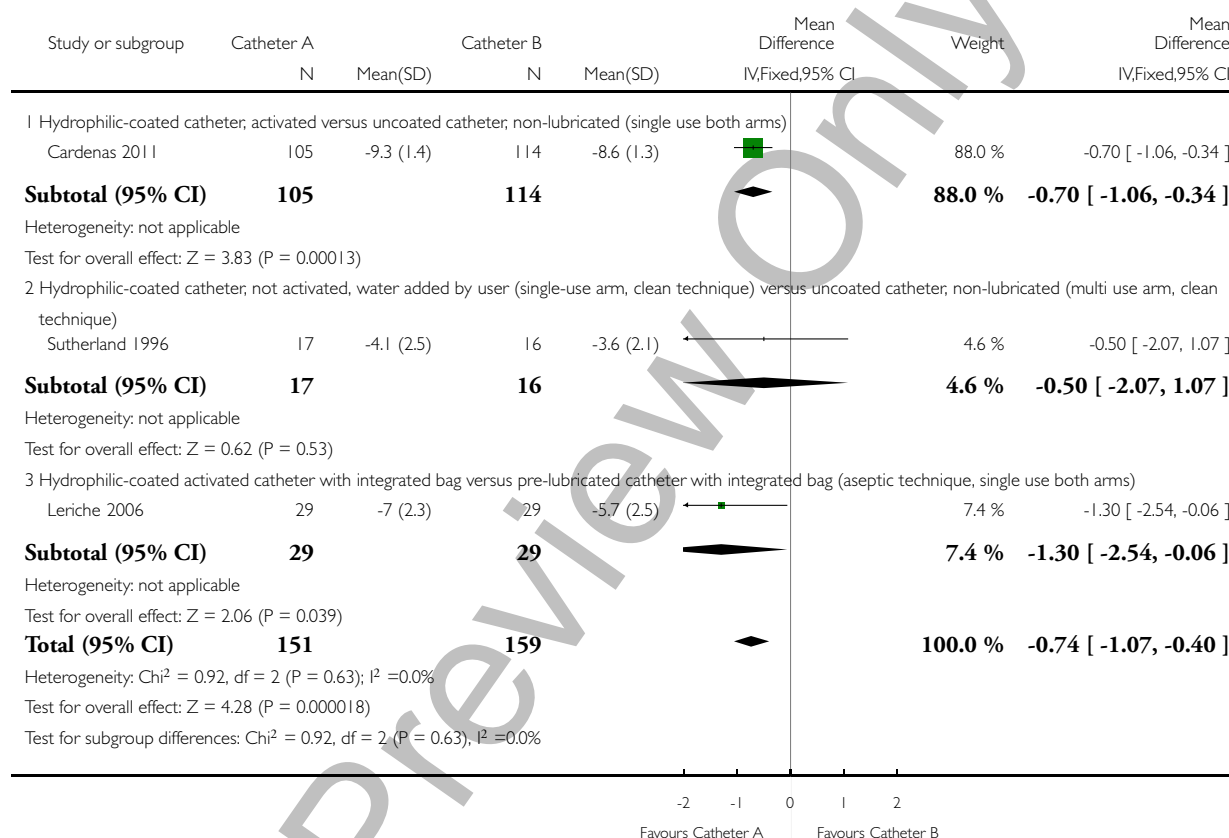 Mean Mean
Study or subgroup Catheter A Catheter B Difference Weight Difference
N Mean(SD) N Mean(SD) IV,Fixed,95% CI IV,Fixed,95% CI
1 Hydrophilic-coated catheter, activated versus uncoated catheter, non-lubricated (single use both arms)
Cardenas 2011 105 -9.3 (1.4) 114 -8.6 (1.3) 88.0 % -0.70 [ -1.06, -0.34 ]
Subtotal (95% CI) 105 114 88.0 % -0.70 [ -1.06, -0.34 ]
Heterogeneity: not applicable
Test for overall effect: Z = 3.83 (P = 0.00013)
2 Hydrophilic-coated catheter, not activated, water added by user (single-use arm, clean technique) versus uncoated catheter, non-lubricated (multi use arm, clean
technique)
Sutherland 1996 17 -4.1 (2.5) 16 -3.6 (2.1) 4.6 % -0.50 [ -2.07, 1.07 ]
Subtotal (95% CI) 17 16 4.6 % -0.50 [ -2.07, 1.07 ]
Heterogeneity: not applicable
Test for overall effect: Z = 0.62 (P = 0.53)
3 Hydrophilic-coated activated catheter with integrated bag versus pre-lubricated catheter with integrated bag (aseptic technique, single use both arms)
Leriche 2006 29 -7 (2.3) 29 -5.7 (2.5) 7.4 % -1.30 [ -2.54, -0.06 ]
Subtotal (95% CI) 29 29 7.4 % -1.30 [ -2.54, -0.06 ]
Heterogeneity: not applicable
Test for overall effect: Z = 2.06 (P = 0.039)
Total (95% CI) 151 159 100.0 % -0.74 [ -1.07, -0.40 ]
Heterogeneity: Chi² = 0.92, df = 2 (P = 0.63); I² =0.0%
Test for overall effect: Z = 4.28 (P = 0.000018)
Test for subgroup differences: Chi² = 0.92, df = 2 (P = 0.63), I² =0.0%
-2 -1 0 1 2
Favours Catheter A Favours Catheter B
Preview Only